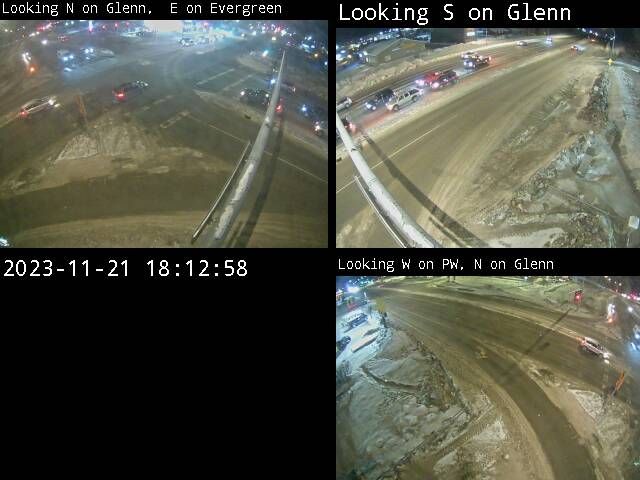 Looking N on Glenn,  E on Evergreen
Looking S on Glenn
2023-11-21 18:12:58
Looking W on PW, N on Glenn